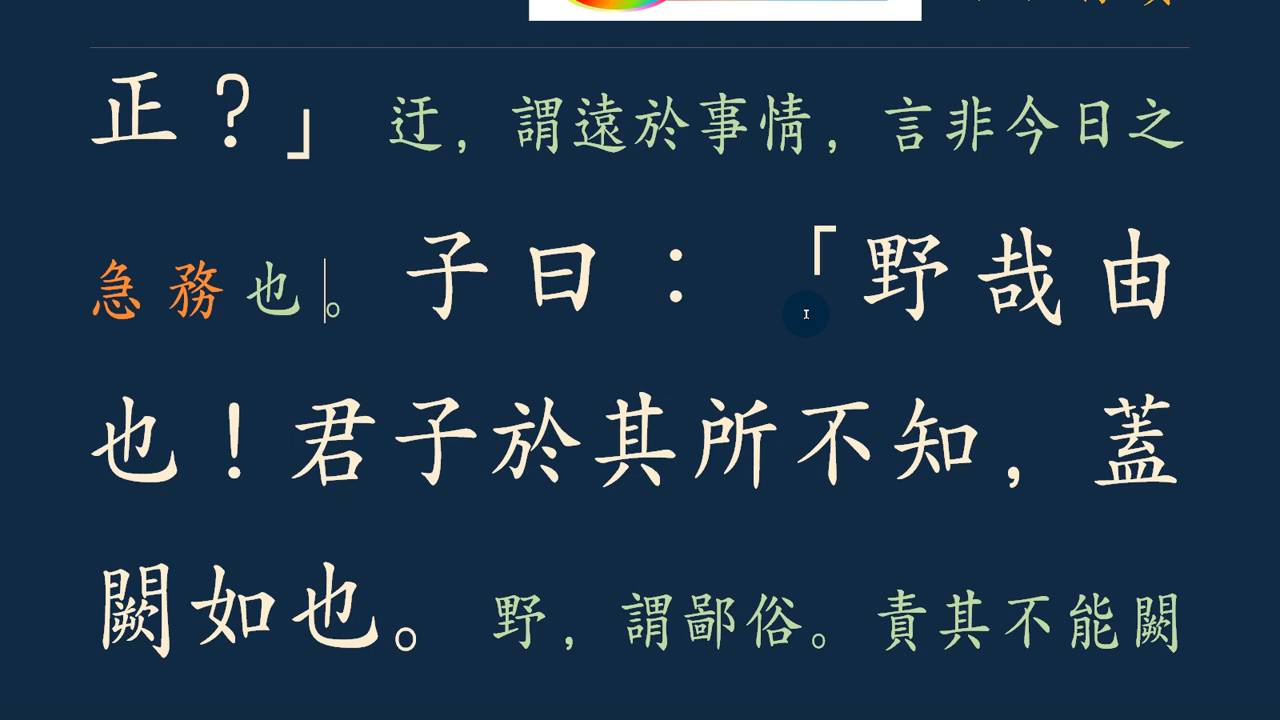 正？」 迂，謂遠於事情，言非今日之
急務也。 子曰：「野哉由
也！君子於其所不知，蓋
闕如也。 野，謂鄙俗。責其不能闕